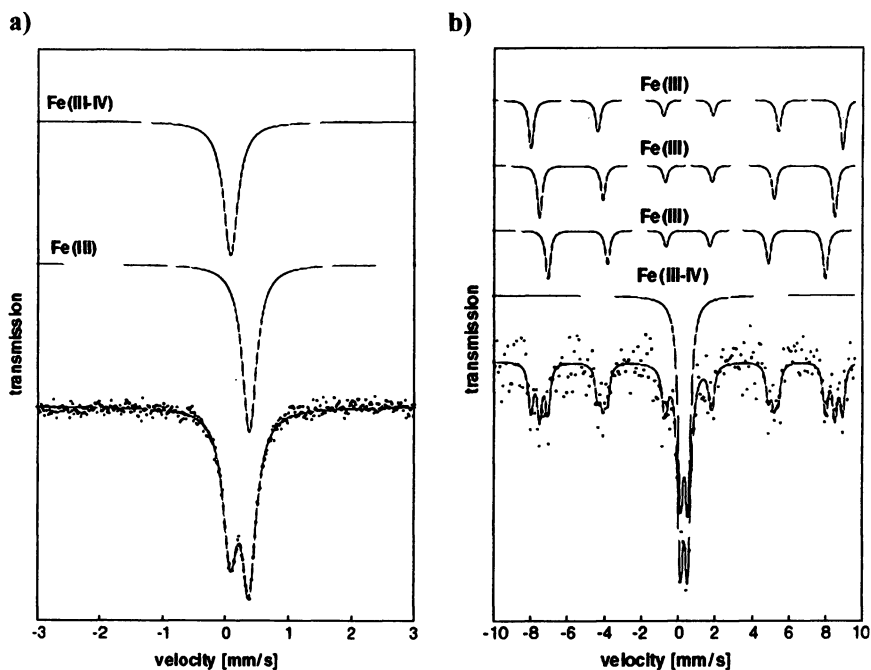 a)
Fe(III-IV)
Fe(III)
transmission
-3 -2 -1 0 1 2 3
velocity [mm/s]
b)
Fe(III)
Fe(III)
Fe(III)
Fe(III-IV)
transmission
-10 -8 -6 -4 -2 0 2 4 6 8 10
velocity [mm/s]